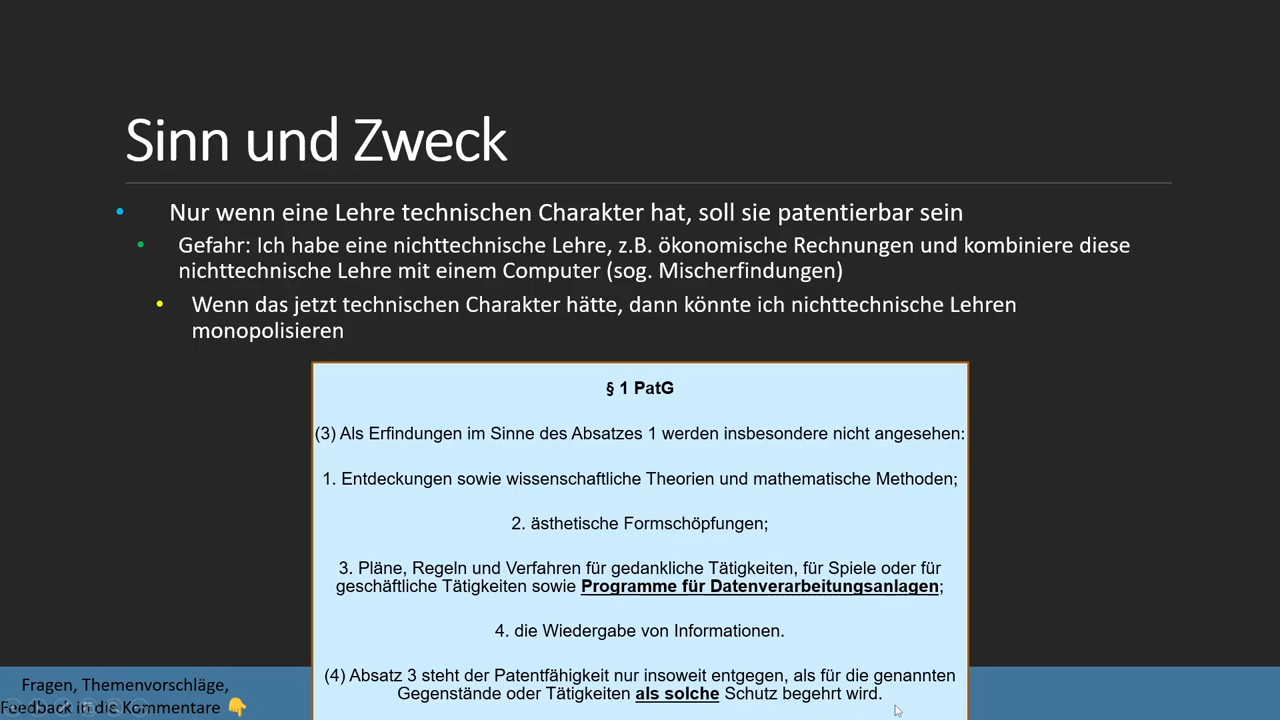 Sinn und Zweck
• Nur wenn eine Lehre technischen Charakter hat, soll sie patentierbar sein
• Gefahr: Ich habe eine nichttechnische Lehre, z.B. ökonomische Rechnungen und kombiniere diese
nichttechnische Lehre mit einem Computer (sog. Mischerfindungen)
• Wenn das jetzt technischen Charakter hätte, dann könnte ich nichttechnische Lehren
monopolisieren
§ 1 PatG
(3) Als Erfindungen im Sinne des Absatzes 1 werden insbesondere nicht angesehen:
1. Entdeckungen sowie wissenschaftliche Theorien und mathematische Methoden;
2. ästhetische Formschöpfungen;
3. Pläne, Regeln und Verfahren für gedankliche Tätigkeiten, für Spiele oder für
geschäftliche Tätigkeiten sowie Programme für Datenverarbeitungsanlagen;
4. die Wiedergabe von Informationen.
(4) Absatz 3 steht der Patentfähigkeit nur insoweit entgegen, als für die genannten
Gegenstände oder Tätigkeiten als solche Schutz begehrt wird.
Fragen, Themenvorschläge,
Feedback in die Kommentare 👇